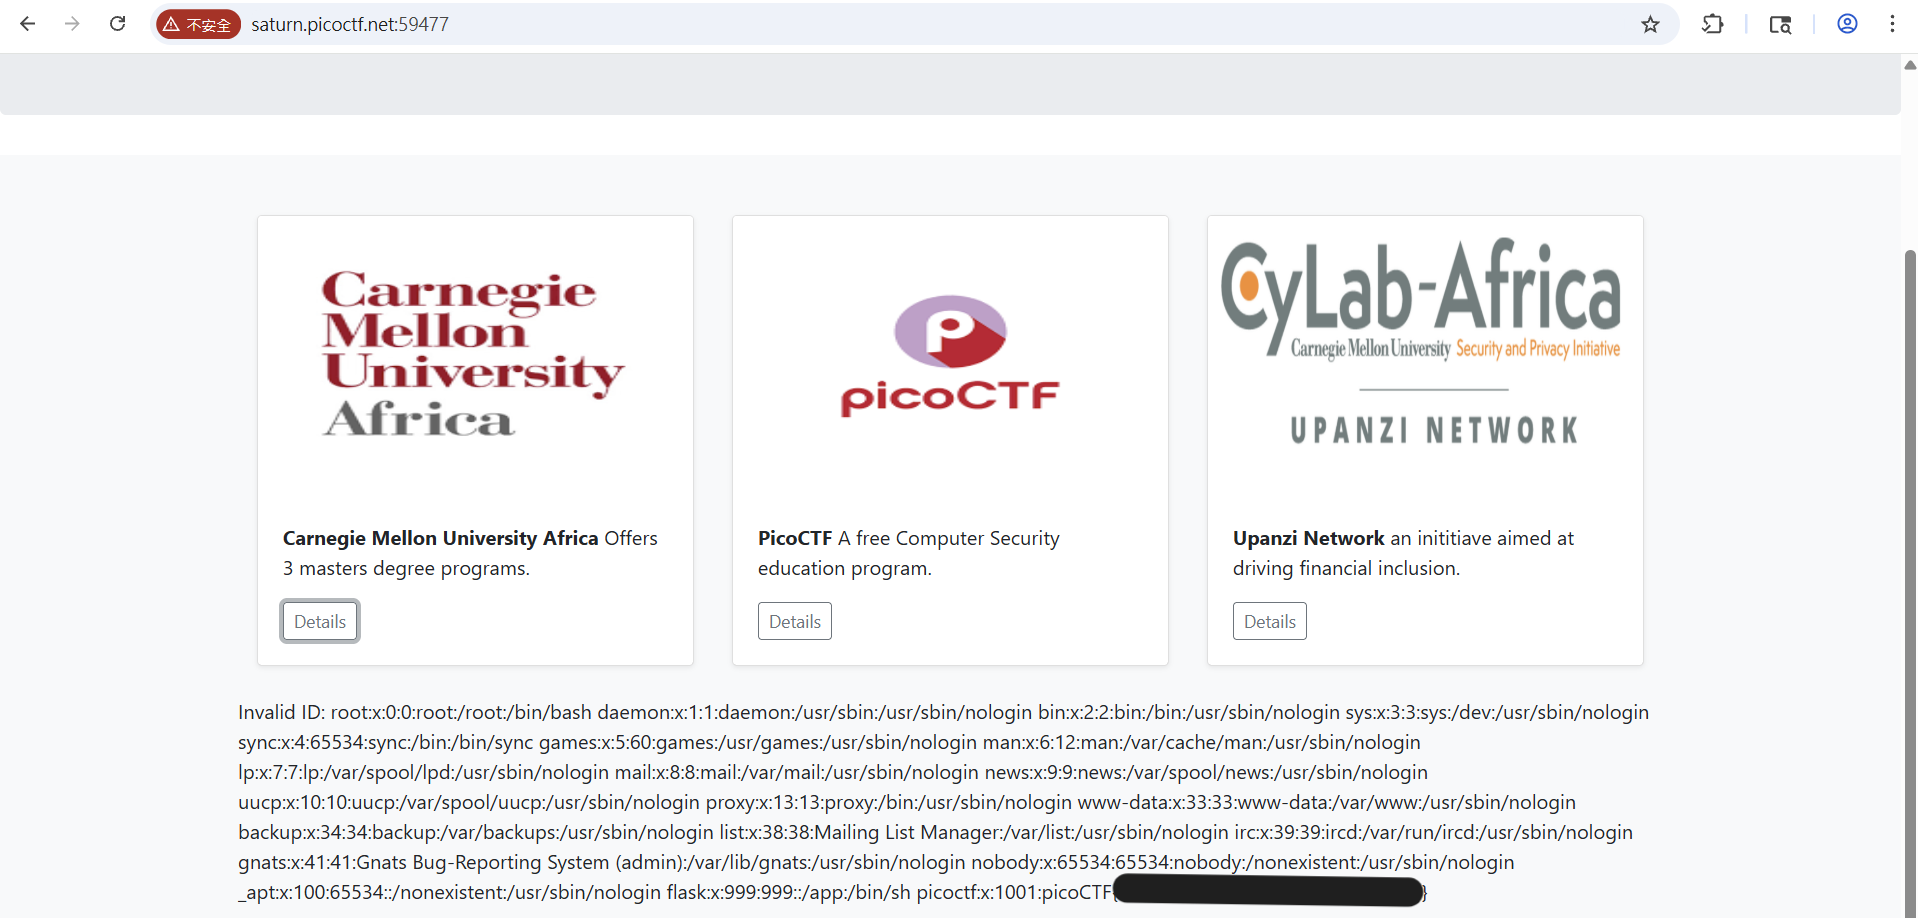 不安全 saturn.picoctf.net:59477
Carnegie
Mellon
University
Africa
picoCTF
CyLab-Africa
Carnegie Mellon University Security and Privacy Initiative
UPANZI NETWORK
Carnegie Mellon University Africa Offers
3 masters degree programs.
Details
PicoCTF A free Computer Security
education program.
Details
Upanzi Network an inititiave aimed at
driving financial inclusion.
Details
Invalid ID: root:x:0:0:root:/root:/bin/bash daemon:x:1:1:daemon:/usr/sbin:/usr/sbin/nologin bin:x:2:2:bin:/bin:/usr/sbin/nologin sys:x:3:3:sys:/dev:/usr/sbin/nologin
sync:x:4:65534:sync:/bin:/bin/sync games:x:5:60:games:/usr/games:/usr/sbin/nologin man:x:6:12:man:/var/cache/man:/usr/sbin/nologin
lp:x:7:7:lp:/var/spool/lpd:/usr/sbin/nologin mail:x:8:8:mail:/var/mail:/usr/sbin/nologin news:x:9:9:news:/var/spool/news:/usr/sbin/nologin
uucp:x:10:10:uucp:/var/spool/uucp:/usr/sbin/nologin proxy:x:13:13:proxy:/bin:/usr/sbin/nologin www-data:x:33:33:www-data:/var/www:/usr/sbin/nologin
backup:x:34:34:backup:/var/backups:/usr/sbin/nologin list:x:38:38:Mailing List Manager:/var/list:/usr/sbin/nologin irc:x:39:39:ircd:/var/run/ircd:/usr/sbin/nologin
gnats:x:41:41:Gnats Bug-Reporting System (admin):/var/lib/gnats:/usr/sbin/nologin nobody:x:65534:65534:nobody:/nonexistent:/usr/sbin/nologin
_apt:x:100:65534::/nonexistent:/usr/sbin/nologin flask:x:999:999::/app:/bin/sh picoctf:x:1001:picoCTF{ }